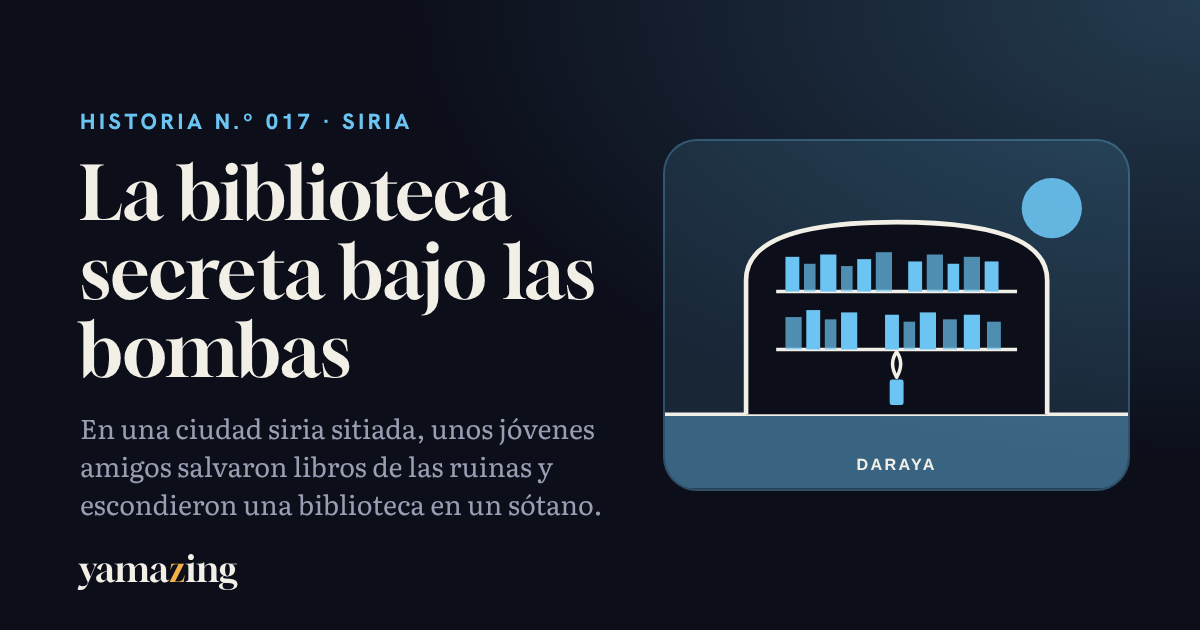 HISTORIA N.º 017 · SIRIA
La biblioteca
secreta bajo las
bombas
En una ciudad siria sitiada, unos jóvenes
amigos salvaron libros de las ruinas y
escondieron una biblioteca en un sótano.
yamazing
DARAYA